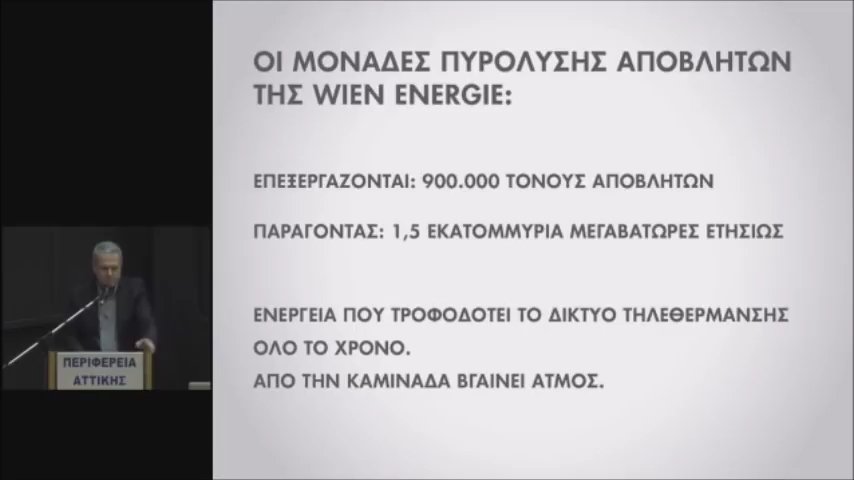 ΟΙ ΜΟΝΑΔΕΣ ΠΥΡΟΛΥΣΗΣ ΑΠΟΒΛΗΤΩΝ
ΤΗΣ WIEN ENERGIE:
ΕΠΕΞΕΡΓΑΖΟΝΤΑΙ: 900.000 ΤΟΝΟΥΣ ΑΠΟΒΛΗΤΩΝ
ΠΑΡΑΓΟΝΤΑΣ: 1,5 ΕΚΑΤΟΜΜΥΡΙΑ ΜΕΓΑΒΑΤΩΡΕΣ ΕΤΗΣΙΩΣ
ΕΝΕΡΓΕΙΑ ΠΟΥ ΤΡΟΦΟΔΟΤΕΙ ΤΟ ΔΙΚΤΥΟ ΤΗΛΕΘΕΡΜΑΝΣΗΣ
ΟΛΟ ΤΟ ΧΡΟΝΟ.
ΑΠΟ ΤΗΝ ΚΑΜΙΝΑΔΑ ΒΓΑΙΝΕΙ ΑΤΜΟΣ.
ΠΕΡΙΦΕΡΕΙΑ
ΑΤΤΙΚΗΣ